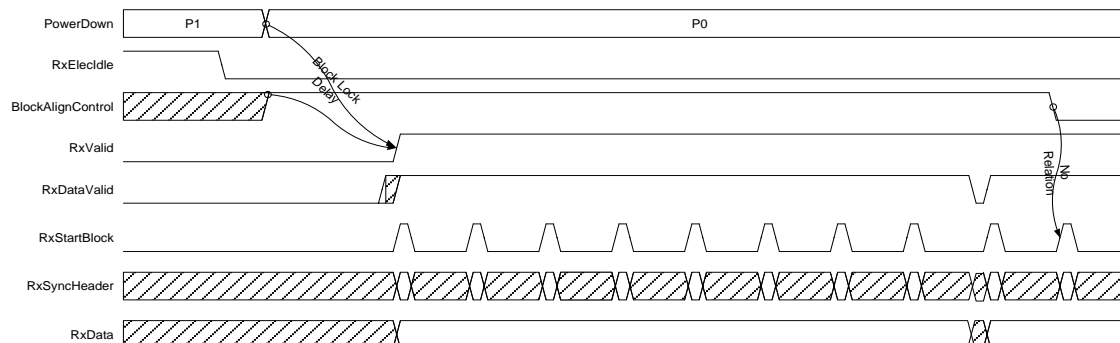 PowerDown
P1
P0
RxElecIdle
Block Lock
Delay
BlockAlignControl
RxValid
No
Relation
RxDataValid
RxStartBlock
RxSyncHeader
RxData